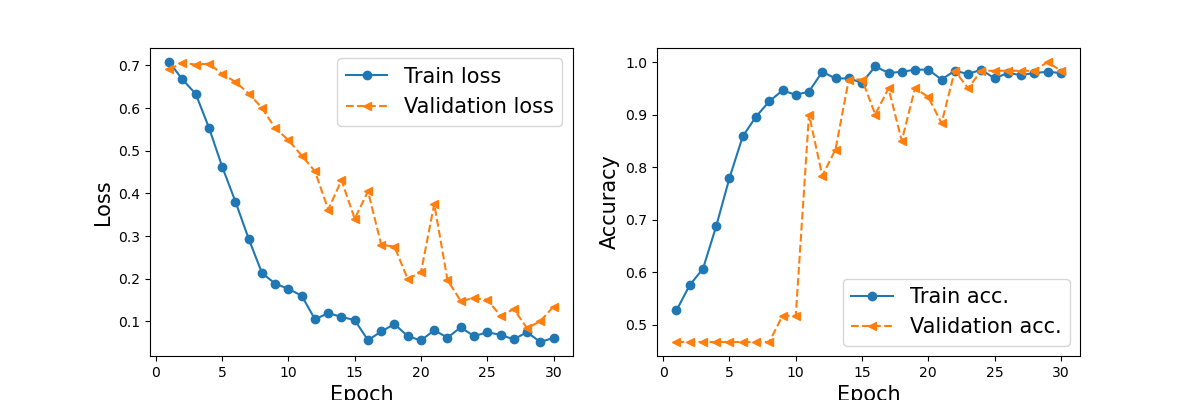 0.7
0.6
0.5
0.4
0.3
0.2
0.1
Loss
Train loss
Validation loss
0 5 10 15 20 25 30
Epoch
1.0
0.9
0.8
0.7
0.6
0.5
Accuracy
Train acc.
Validation acc.
0 5 10 15 20 25 30
Epoch